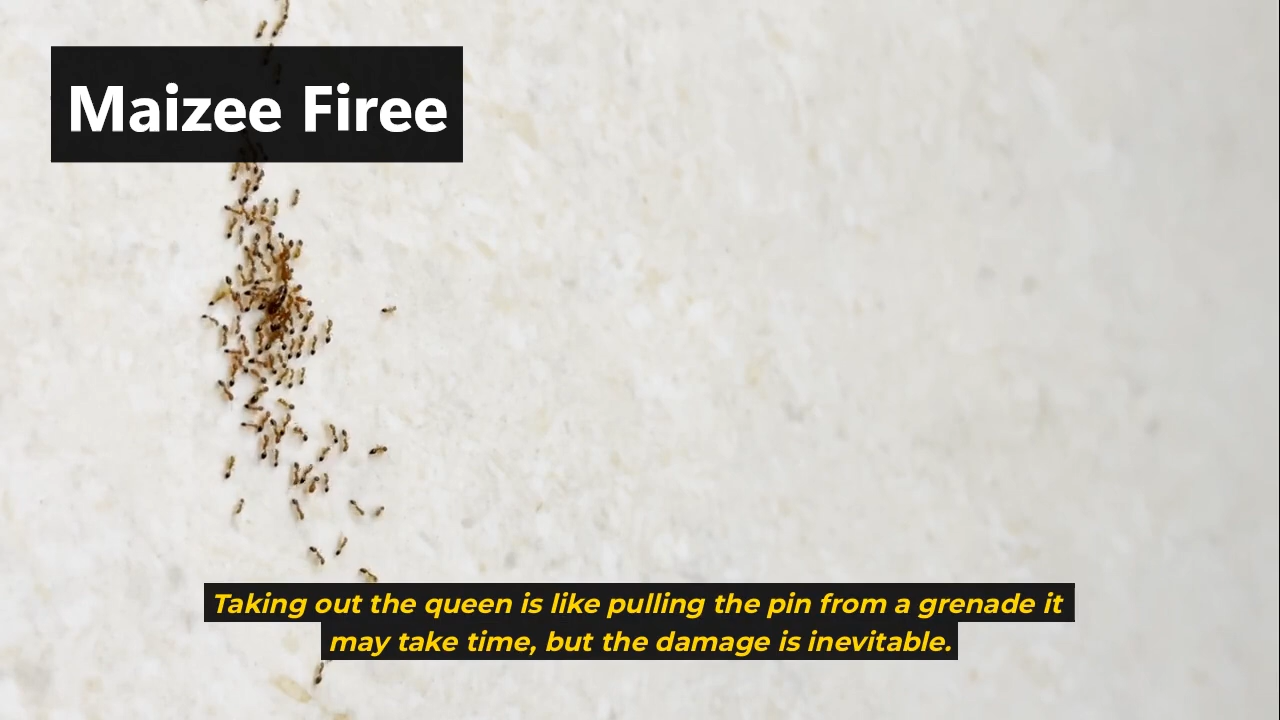 Maizee Firee
Taking out the queen is like pulling the pin from a grenade it
may take time, but the damage is inevitable.